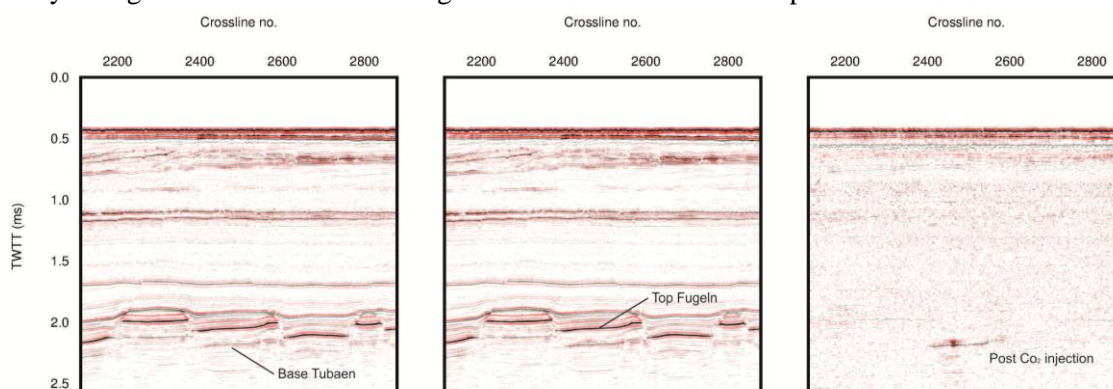 Crossline no. Crossline no. Crossline no.
2200 2400 2600 2800 2200 2400 2600 2800 2200 2400 2600 2800
0.0
0.5
1.0
1.5
2.0
2.5
TWTT (ms)
Base Tubaen
Top Fugeln
Post Co₂ injection